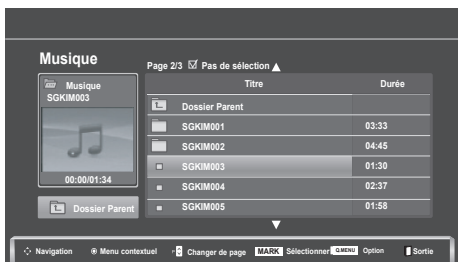 Musique
Page 2/3 Pas de sélection
Musique
SGKIM003
00:00/01:34
Dossier Parent
Titre Durée
Dossier Parent
SGKIM001 03:33
SGKIM002 04:45
SGKIM003 01:30
SGKIM004 02:37
SGKIM005 01:58
Navigation Menu contextuel Changer de page MARK Sélectionner Q.MENU Option Sortie